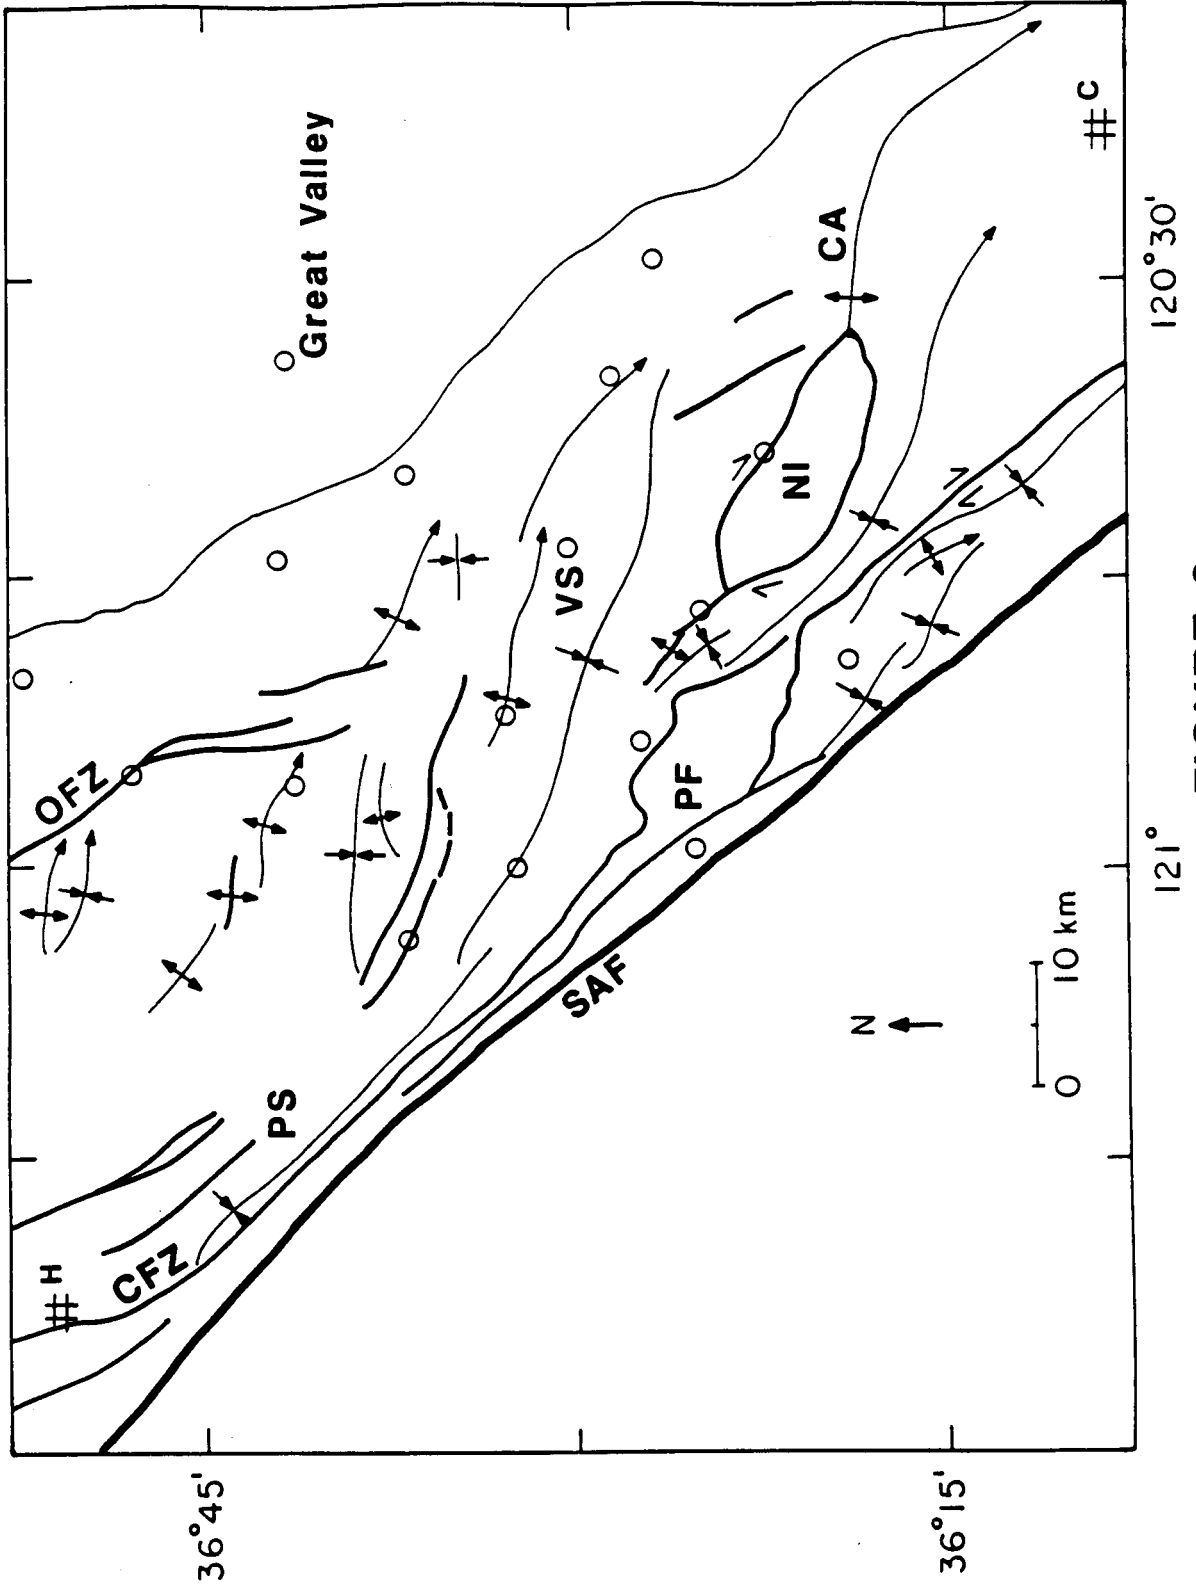 Great Valley
OFZ
H
CFZ
PS
VS
NI
CA
PF
SAF
C
N
0 10 km
36°45'
36°15'
121°
120°30'